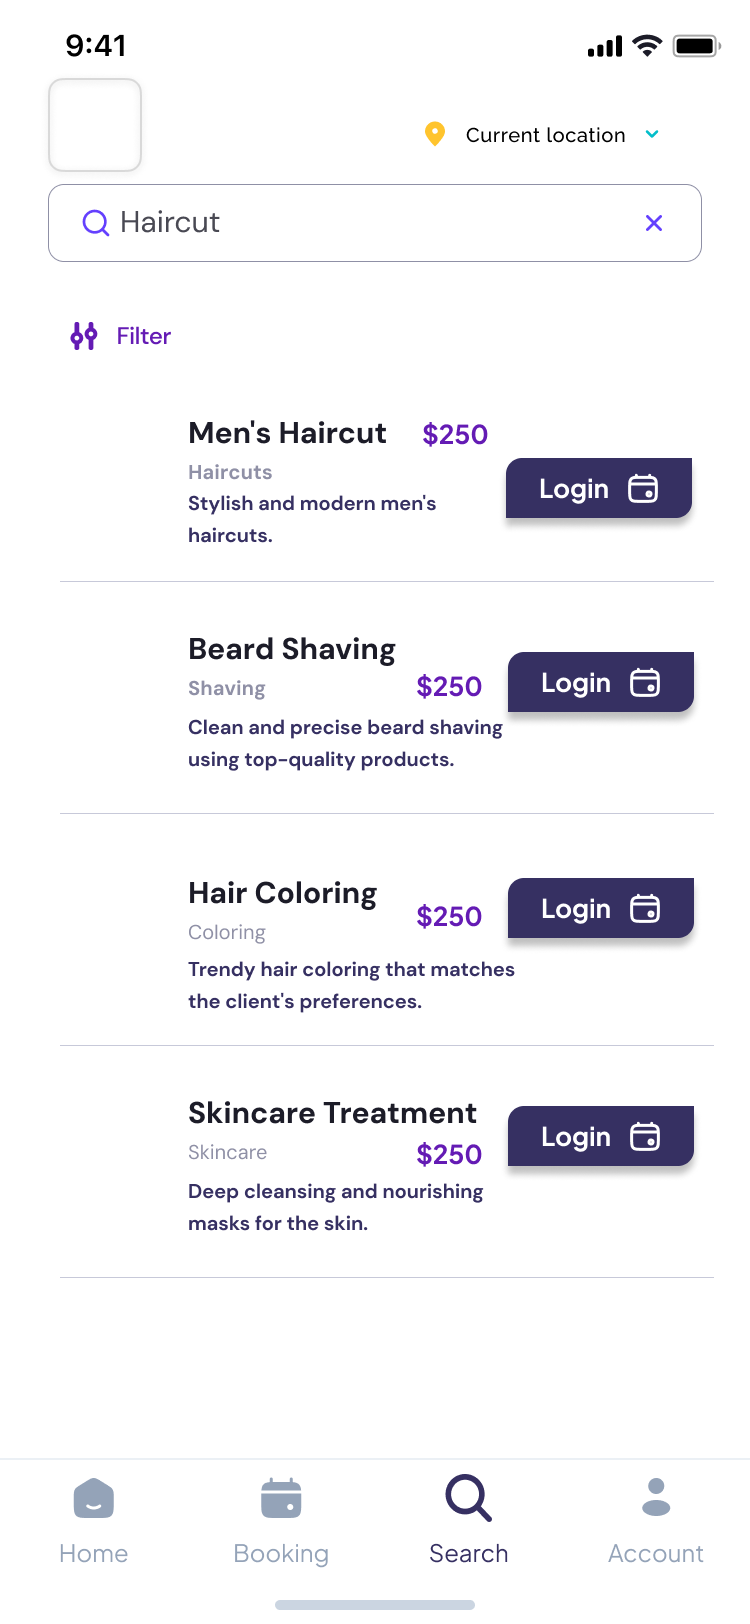 9:41
Current location
Haircut
Filter
Men's Haircut $250
Haircuts
Stylish and modern men's
haircuts.
Login
Beard Shaving
Shaving $250
Login
Clean and precise beard shaving
using top-quality products.
Hair Coloring
$250
Login
Coloring
Trendy hair coloring that matches
the client's preferences.
Skincare Treatment
Skincare $250
Login
Deep cleansing and nourishing
masks for the skin.
Home Booking Search Account